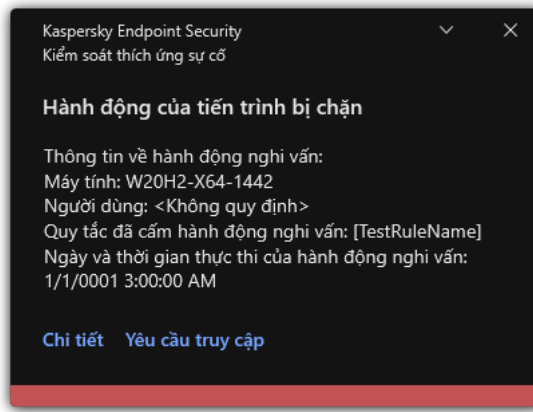 Kaspersky Endpoint Security
Kiểm soát thích ứng sự cố
Hành động của tiến trình bị chặn
Thông tin về hành động nghi vấn:
Máy tính: W20H2-X64-1442
Người dùng: <Không quy định>
Quy tắc đã cấm hành động nghi vấn: [TestRuleName]
Ngày và thời gian thực thi của hành động nghi vấn:
1/1/0001 3:00:00 AM
Chi tiết Yêu cầu truy cập